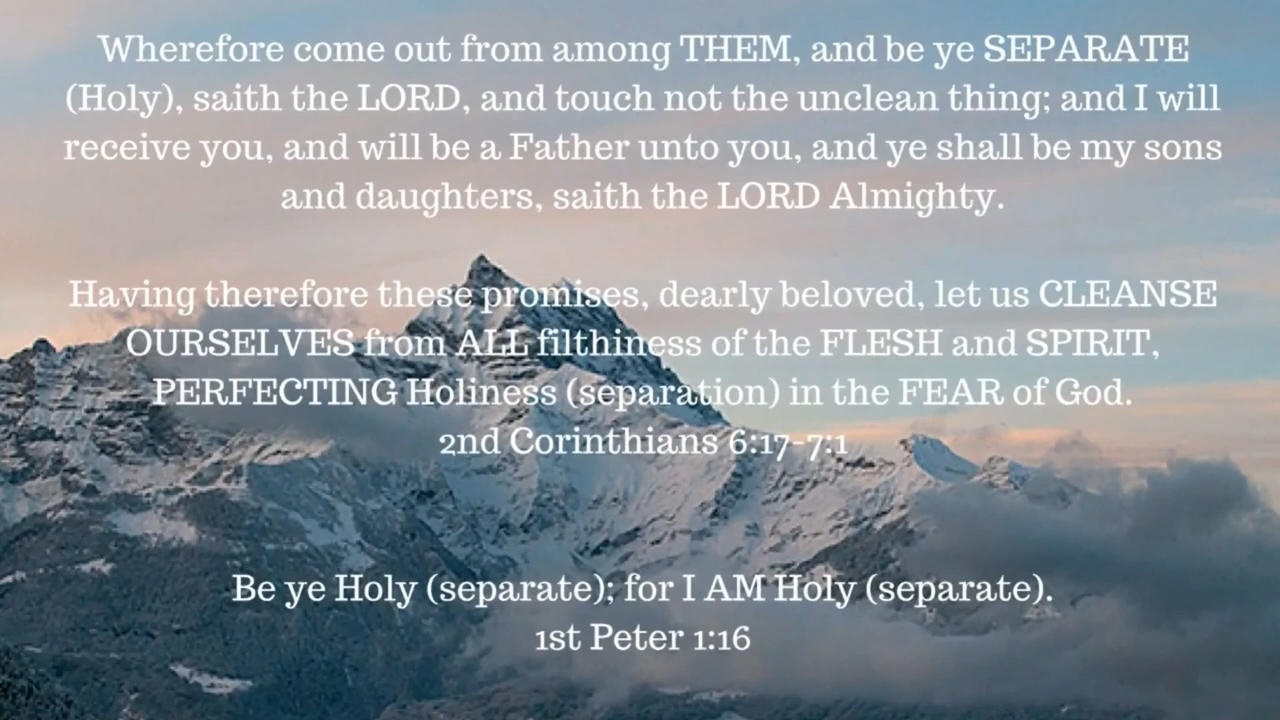 Wherefore come out from among THEM, and be ye SEPARATE
(Holy), saith the LORD, and touch not the unclean thing; and I will
receive you, and will be a Father unto you, and ye shall be my sons
and daughters, saith the LORD Almighty.
Having therefore these promises, dearly beloved, let us CLEANSE
OURSELVES from ALL filthiness of the FLESH and SPIRIT,
PERFECTING Holiness (separation) in the FEAR of God.
2nd Corinthians 6:17-7:1
Be ye Holy (separate); for I AM Holy (separate).
1st Peter 1:16